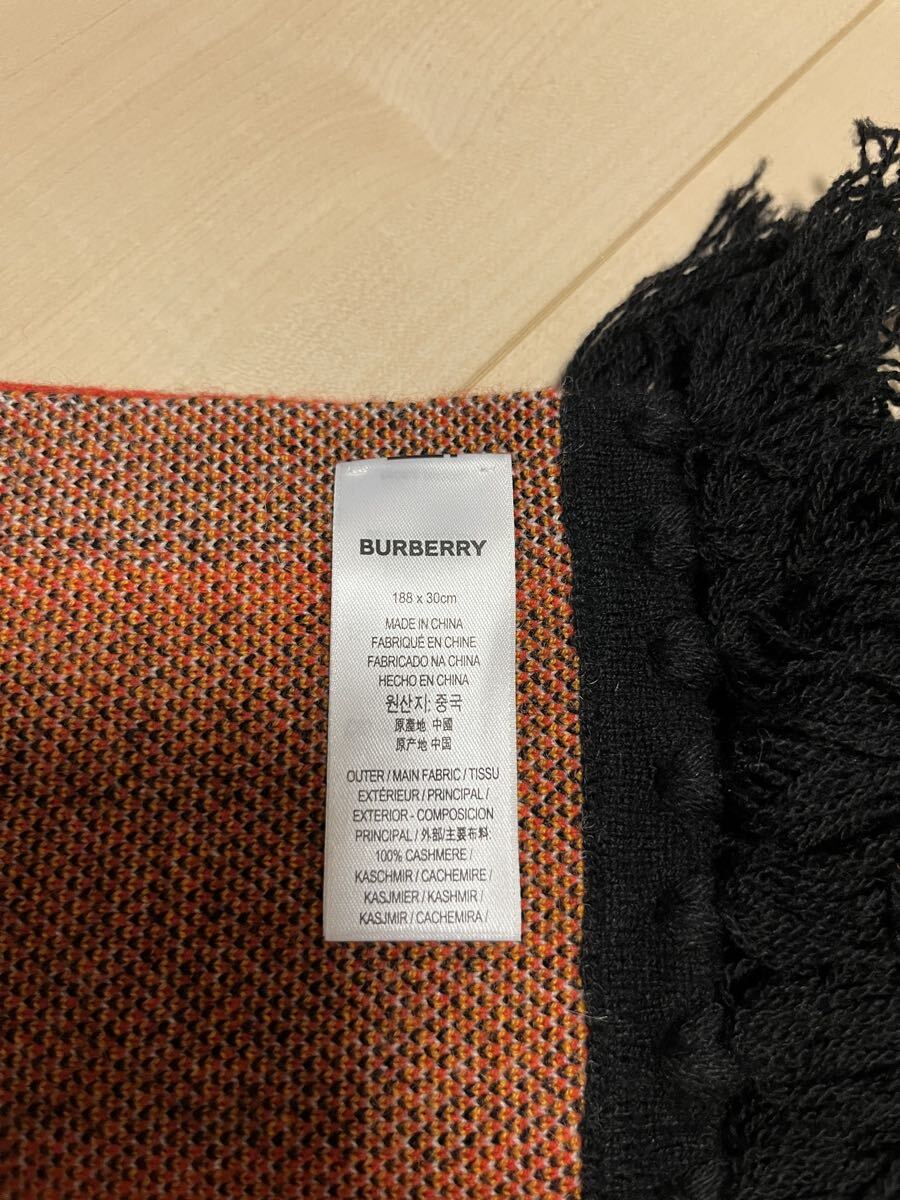 BURBERRY
188 x 30cm
MADE IN CHINA
FABRIQUÉ EN CHINE
FABRICADO NA CHINA
HECHO EN CHINA
원산지: 중국
原產地 中國
原产地 中国
OUTER / MAIN FABRIC / TISSU
EXTÉRIEUR / PRINCIPAL /
EXTERIOR - COMPOSICION
PRINCIPAL / 外部/主要布料:
100% CASHMERE /
KASCHMIR / CACHEMIRE /
KASJMIER / KASHMIR /
KASJMIR / CACHEMIRA /